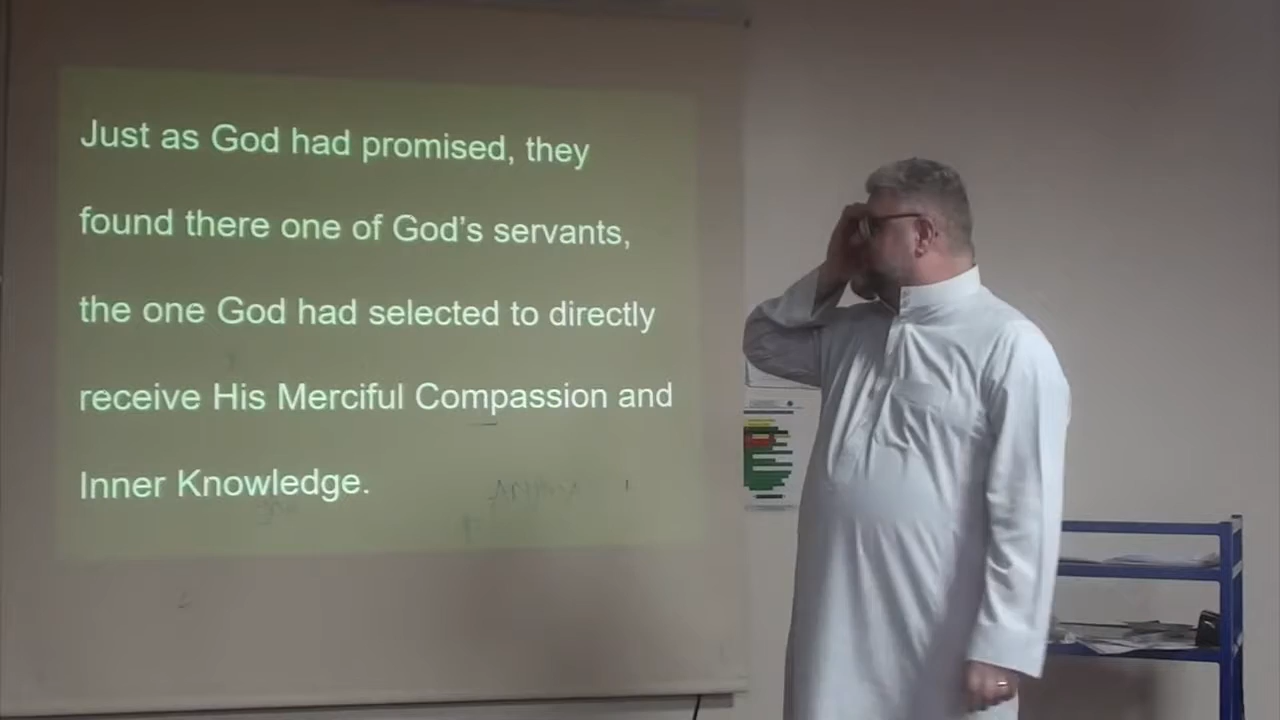 Just as God had promised, they
found there one of God's servants,
the one God had selected to directly
receive His Merciful Compassion and
Inner Knowledge.